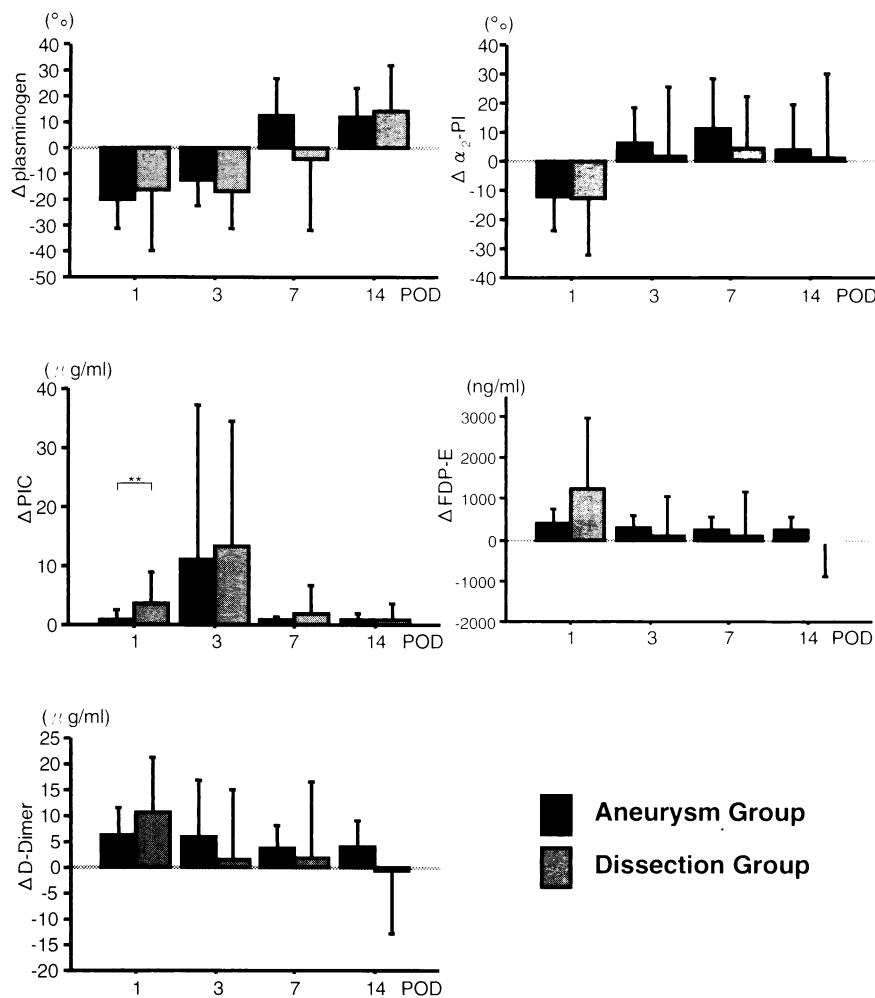 (%)
Δ plasminogen
40
30
20
10
0
-10
-20
-30
-40
-50
1 3 7 14 POD
(%)
Δ α₂-PI
40
30
20
10
0
-10
-20
-30
-40
1 3 7 14 POD
(μg/ml)
Δ PIC
40
30
20
10
0
**
1 3 7 14 POD
(ng/ml)
Δ FDP-E
3000
2000
1000
0
-1000
-2000
1 3 7 14 POD
(μg/ml)
Δ D-Dimer
25
20
15
10
5
0
-5
-10
-15
-20
1 3 7 14 POD
Aneurysm Group
Dissection Group